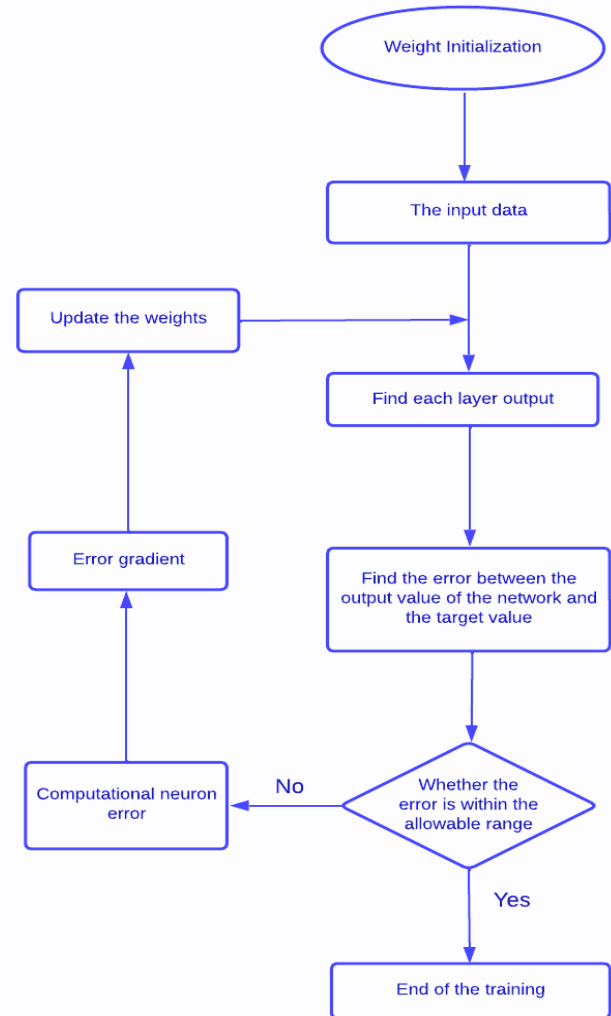 Weight Initialization
The input data
Update the weights
Find each layer output
Error gradient
Find the error between the
output value of the network and
the target value
No
Computational neuron
error
Whether the
error is within the
allowable range
Yes
End of the training